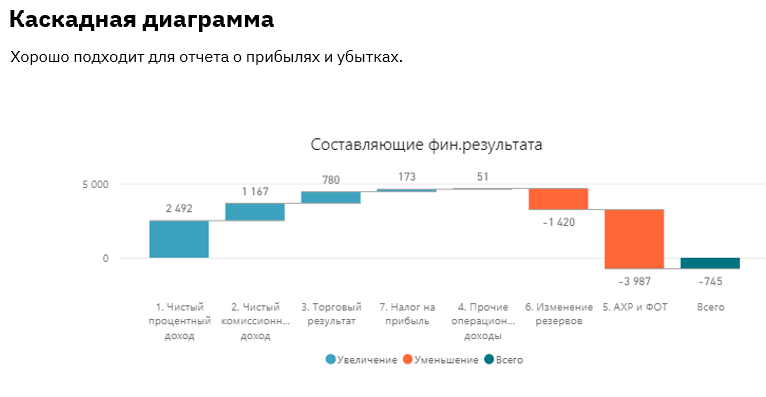 Каскадная диаграмма
Хорошо подходит для отчета о прибылях и убытках.
Составляющие фин.результата
5 000
0
2 492
1 167
780
173
51
-1 420
-3 987
-745
1. Чистый
процентный
доход
2. Чистый
комиссионн...
доход
3. Торговый
результат
7. Налог на
прибыль
4. Прочие
операцион...
доходы
6. Изменение
резервов
5. АХР и ФОТ
Всего
Увеличение
Уменьшение
Всего